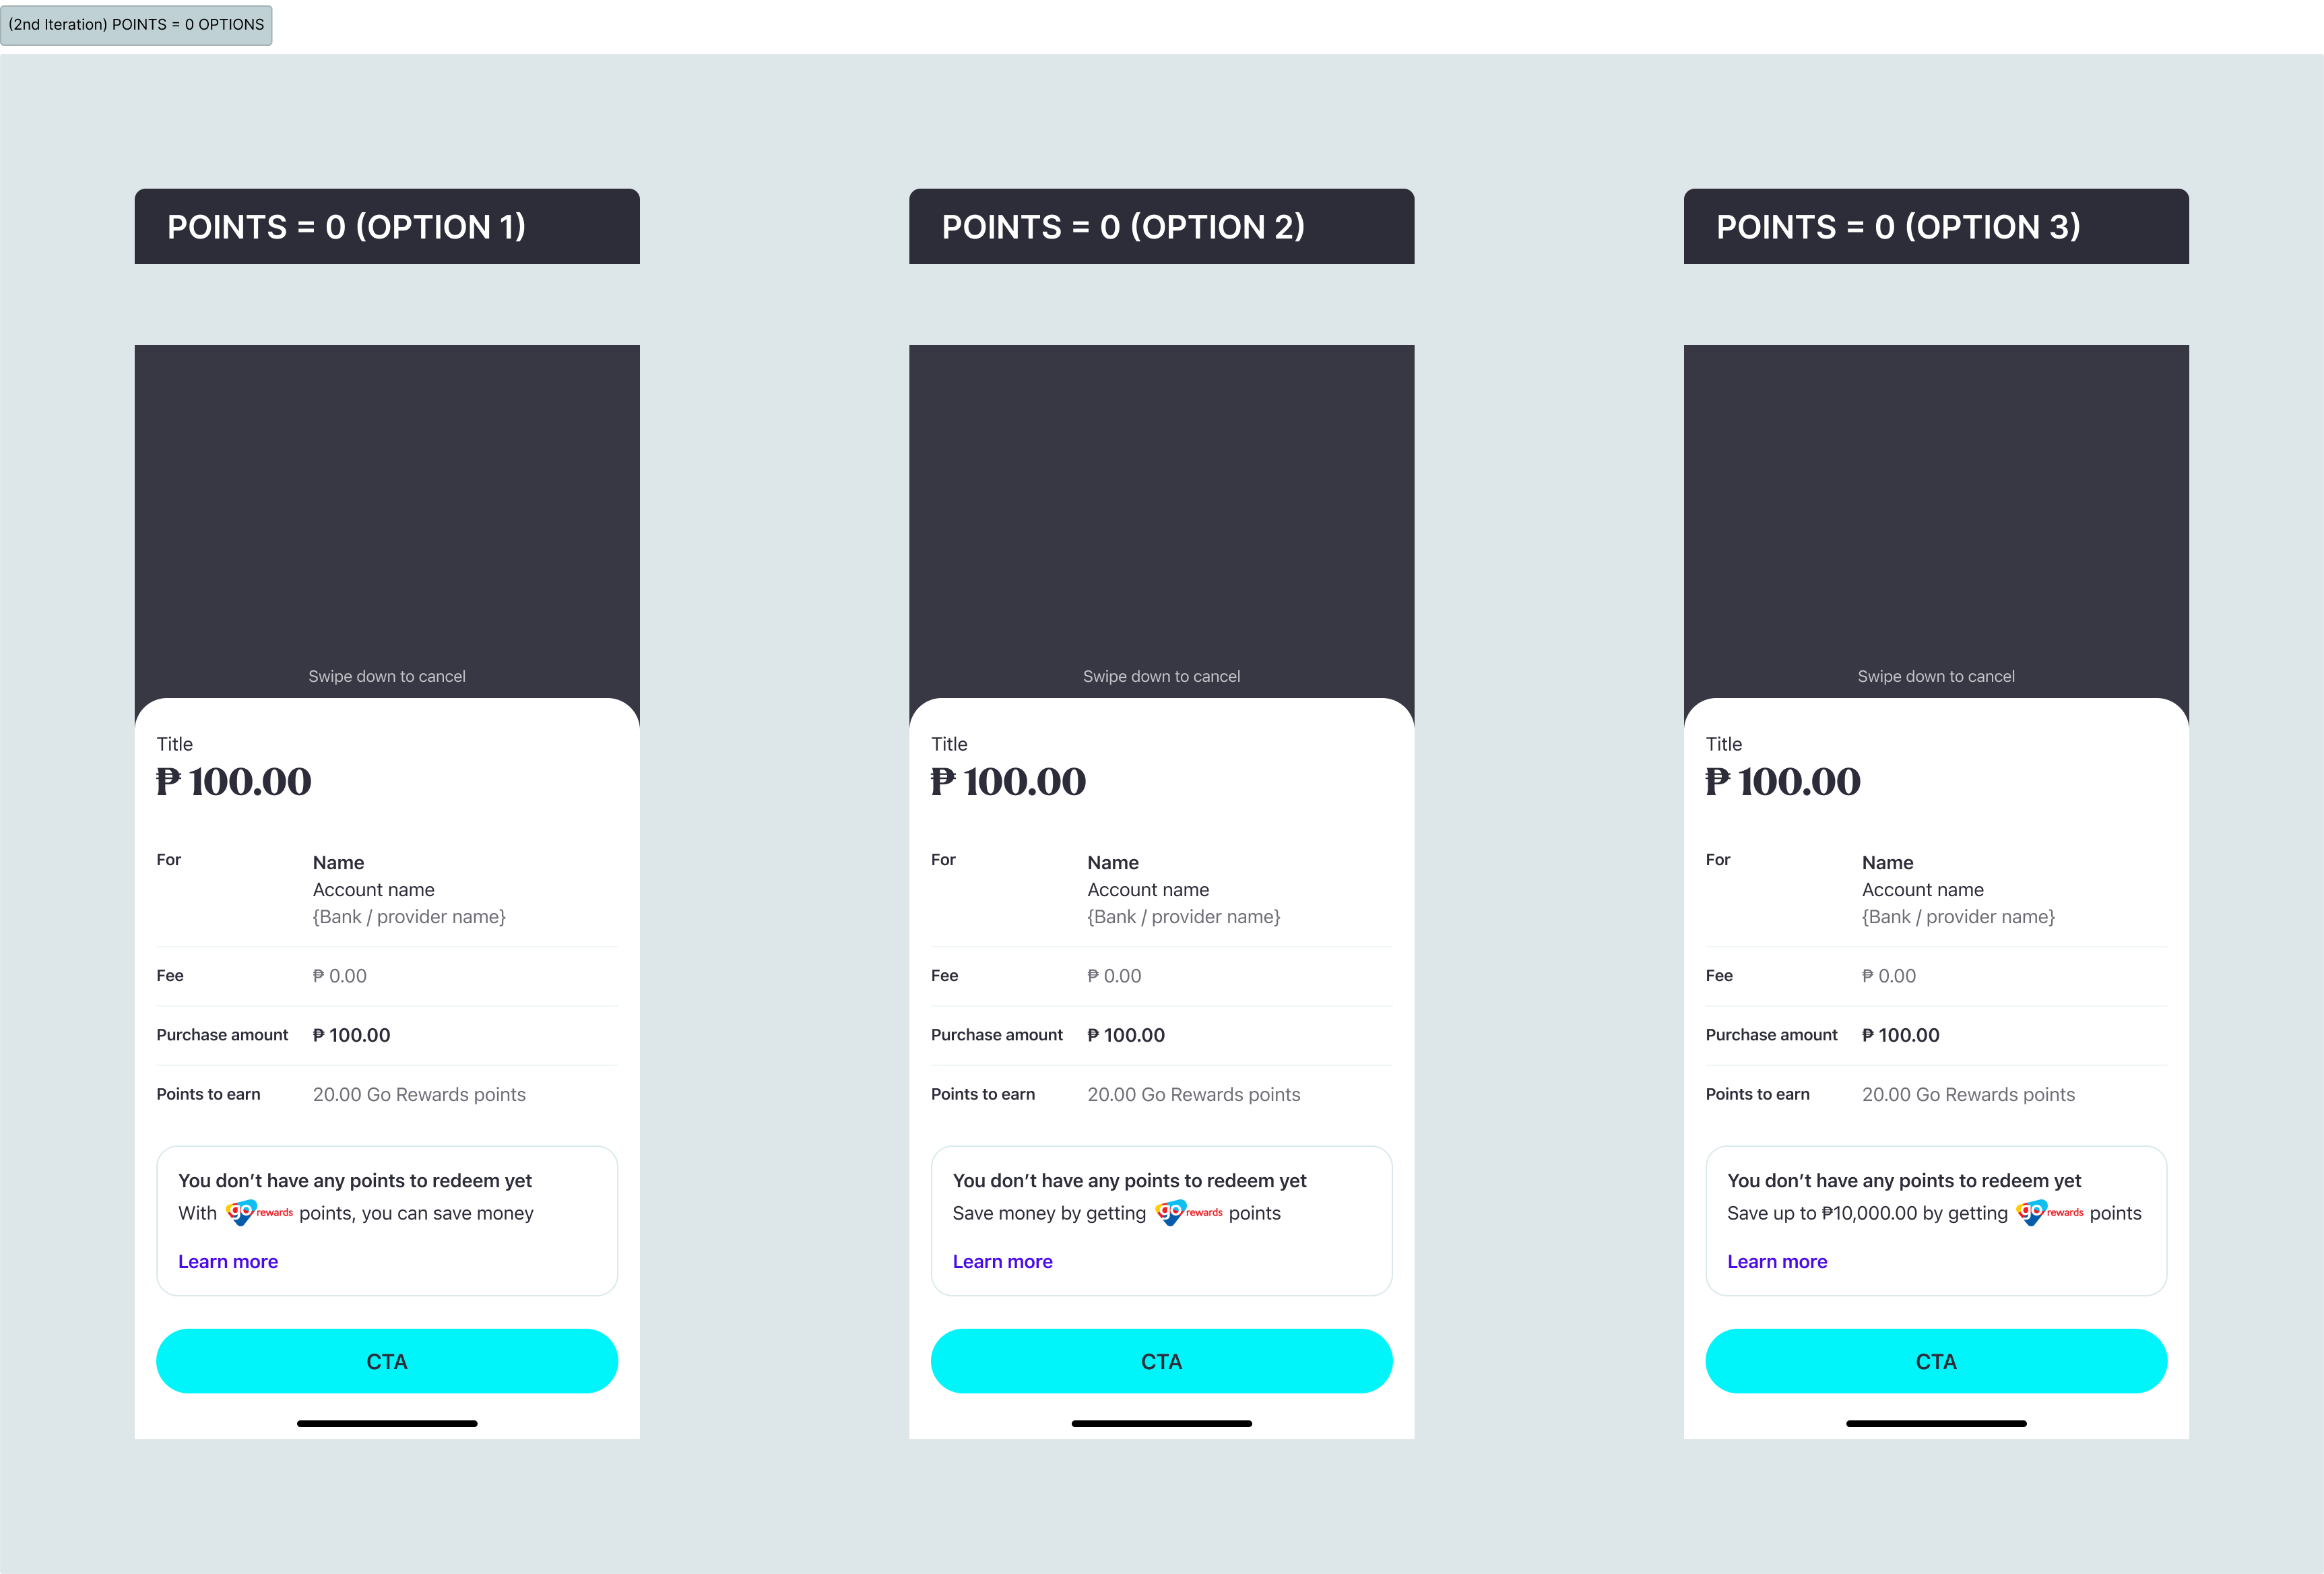 (2nd Iteration) POINTS = 0 OPTIONS
POINTS = 0 (OPTION 1)
Swipe down to cancel
Title
₱ 100.00
For
Name
Account name
{Bank / provider name}
Fee
₱ 0.00
Purchase amount
₱ 100.00
Points to earn
20.00 Go Rewards points
You don’t have any points to redeem yet
With go rewards points, you can save money
Learn more
CTA
POINTS = 0 (OPTION 2)
Swipe down to cancel
Title
₱ 100.00
For
Name
Account name
{Bank / provider name}
Fee
₱ 0.00
Purchase amount
₱ 100.00
Points to earn
20.00 Go Rewards points
You don’t have any points to redeem yet
Save money by getting go rewards points
Learn more
CTA
POINTS = 0 (OPTION 3)
Swipe down to cancel
Title
₱ 100.00
For
Name
Account name
{Bank / provider name}
Fee
₱ 0.00
Purchase amount
₱ 100.00
Points to earn
20.00 Go Rewards points
You don’t have any points to redeem yet
Save up to ₱10,000.00 by getting go rewards points
Learn more
CTA